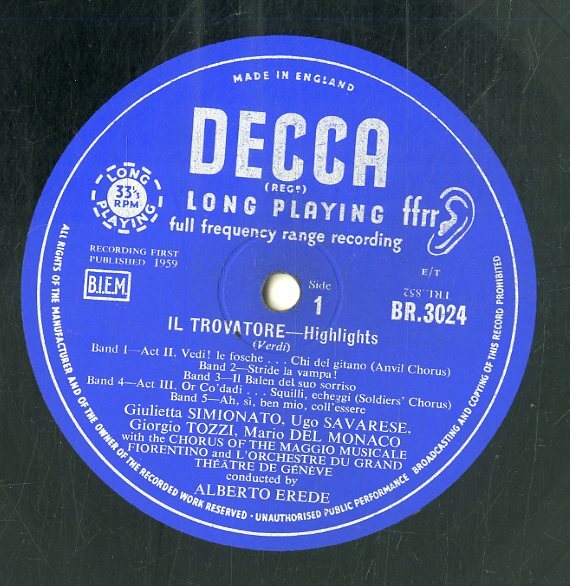 MADE IN ENGLAND
DECCA
(REGD)
LONG PLAYING
33⅓
RPM
LONG PLAYING
ffrr
full frequency range recording
RECORDING FIRST
PUBLISHED 1959
E/T
B.I.E.M.
Side
1
BR.3024
IL TROVATORE—Highlights
(Verdi)
Band 1—Act II. Vedi! le fosche . . . Chi del gitano (Anvil Chorus)
Band 2—Stride la vampa!
Band 3—Il Balen del suo sorriso
Band 4—Act III. Or Co'dadi . . . Squilli, echeggi (Soldiers' Chorus)
Band 5—Ah, sì, ben mio, coll'essere
Giulietta SIMIONATO, Ugo SAVARESE,
Giorgio TOZZI, Mario DEL MONACO
with the CHORUS OF THE MAGGIO MUSICALE
FIORENTINO and L'ORCHESTRE DU GRAND
THÉÂTRE DE GENÈVE
conducted by
ALBERTO EREDE
ALL RIGHTS OF THE MANUFACTURER AND OF THE OWNER OF THE RECORDED WORK RESERVED · UNAUTHORISED PUBLIC PERFORMANCE BROADCASTING AND COPYING OF THIS RECORD PROHIBITED